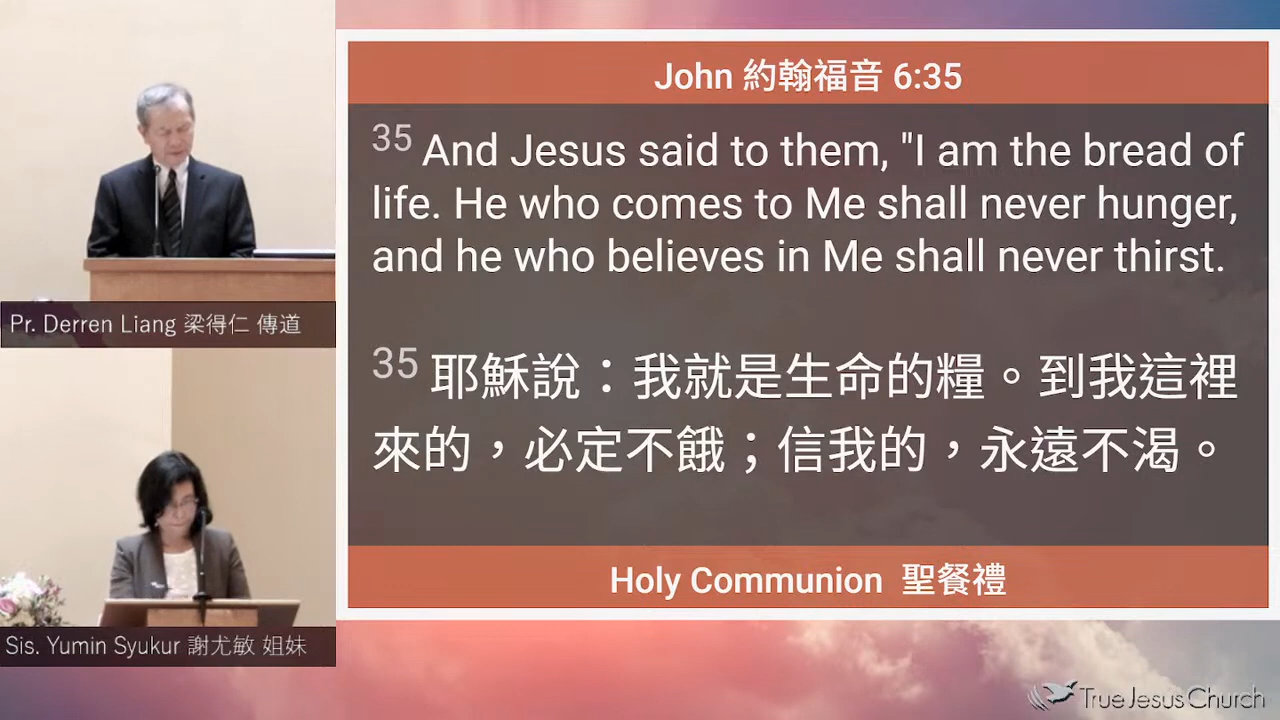 John 約翰福音 6:35
35 And Jesus said to them, "I am the bread of
life. He who comes to Me shall never hunger,
and he who believes in Me shall never thirst.
35 耶穌說：我就是生命的糧。到我這裡
來的，必定不餓；信我的，永遠不渴。
Holy Communion 聖餐禮
Pr. Derren Liang 梁得仁 傳道
Sis. Yumin Syukur 謝尤敏 姐妹
True Jesus Church